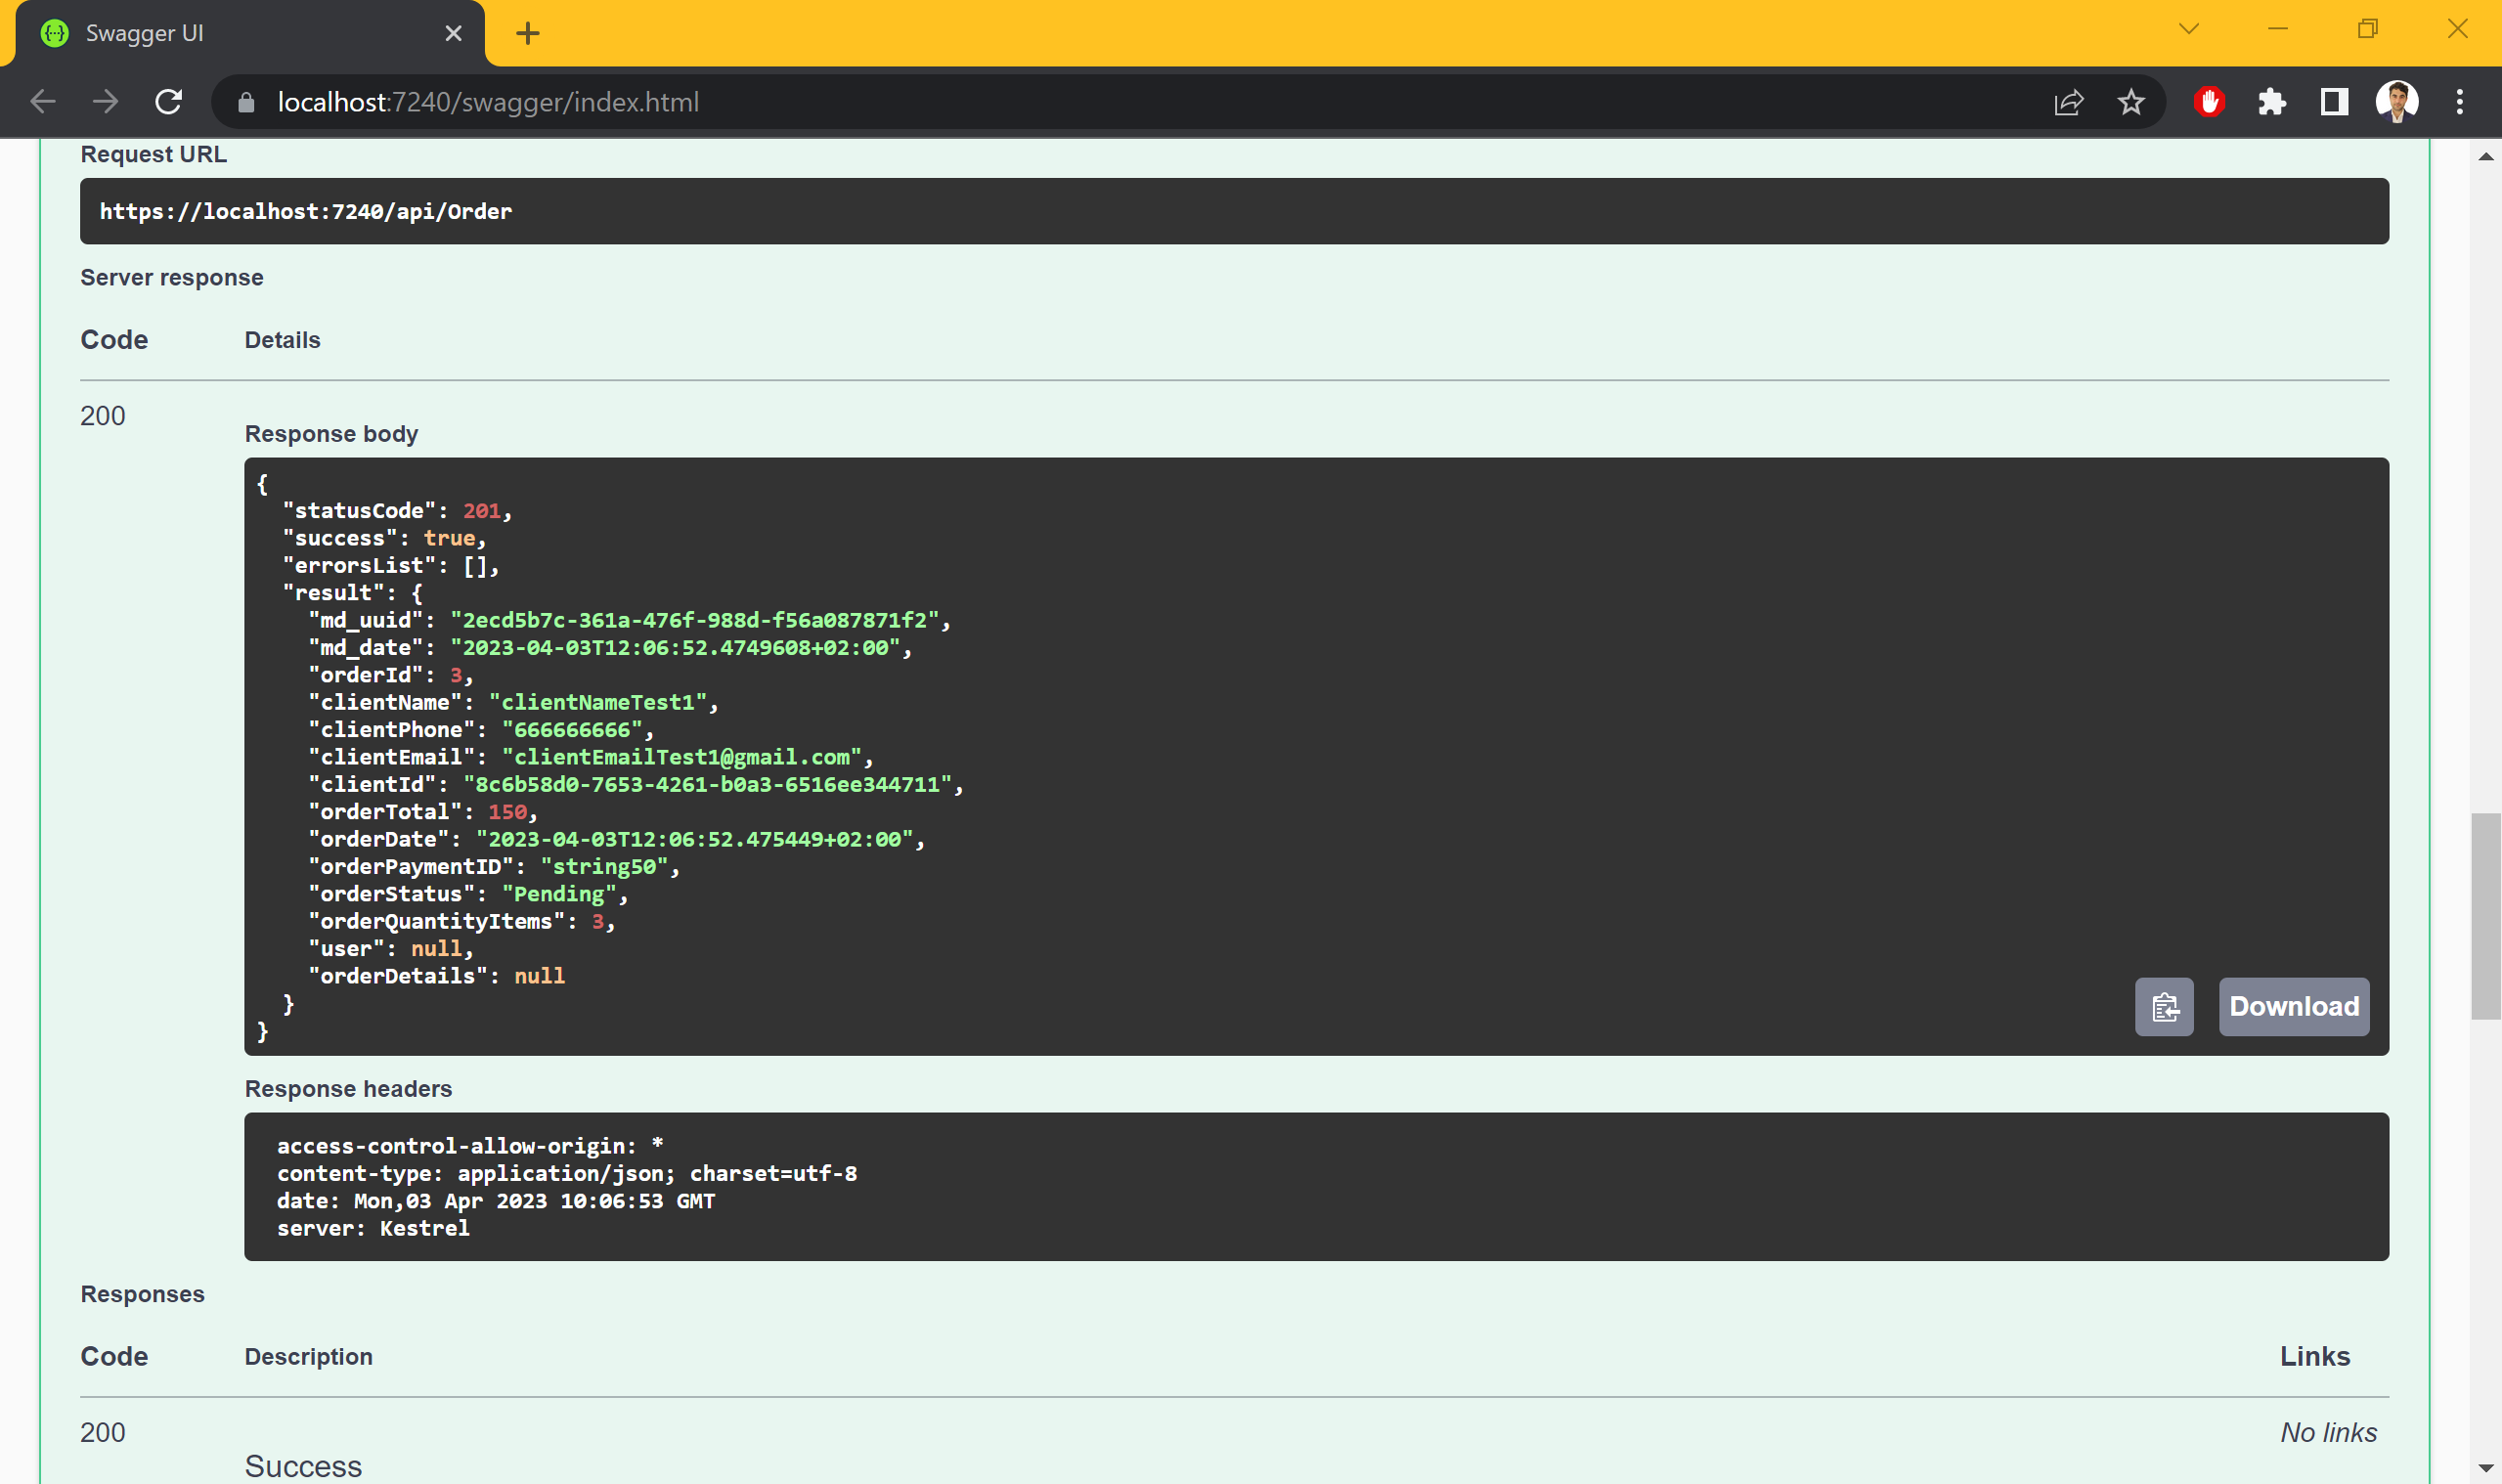 Swagger UI
localhost:7240/swagger/index.html
Request URL
https://localhost:7240/api/Order
Server response
Code Details
200
Response body
{
  "statusCode": 201,
  "success": true,
  "errorsList": [],
  "result": {
    "md_uuid": "2ecd5b7c-361a-476f-988d-f56a087871f2",
    "md_date": "2023-04-03T12:06:52.4749608+02:00",
    "orderId": 3,
    "clientName": "clientNameTest1",
    "clientPhone": "666666666",
    "clientEmail": "clientEmailTest1@gmail.com",
    "clientId": "8c6b58d0-7653-4261-b0a3-6516ee344711",
    "orderTotal": 150,
    "orderDate": "2023-04-03T12:06:52.475449+02:00",
    "orderPaymentID": "string50",
    "orderStatus": "Pending",
    "orderQuantityItems": 3,
    "user": null,
    "orderDetails": null
  }
}
Download
Response headers
access-control-allow-origin: *
content-type: application/json; charset=utf-8
date: Mon,03 Apr 2023 10:06:53 GMT
server: Kestrel
Responses
Code Description Links
200 No links
Success